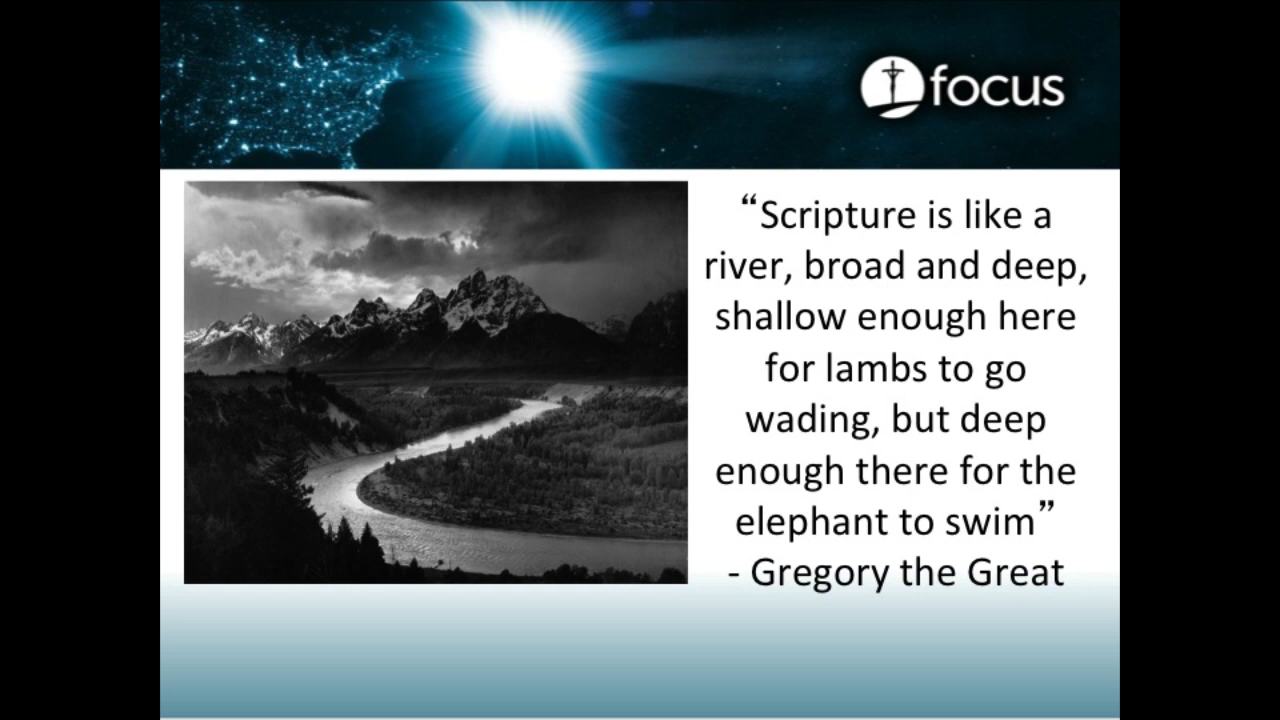 focus
“Scripture is like a
river, broad and deep,
shallow enough here
for lambs to go
wading, but deep
enough there for the
elephant to swim”
- Gregory the Great